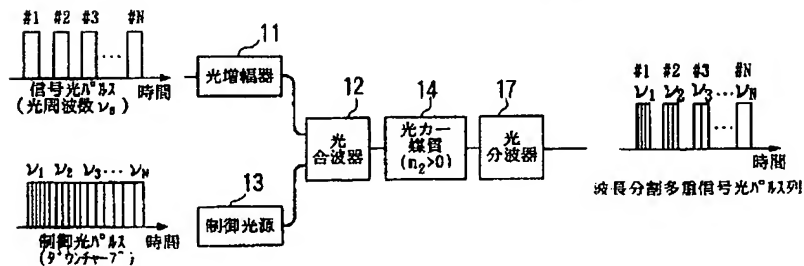 #1 #2 #3 ... #N
時間
信号光パルス
(光周波数νs)
ν1 ν2 ν3 ... νN
時間
制御光パルス
(ダウンチャープ)
11
光増幅器
13
制御光源
12
光
合波器
14
光カー
媒質
(n2>0)
17
光
分波器
#1 #2 #3 #N
ν1 ν2 ν3 ... νN
時間
波長分割多重信号光パルス列